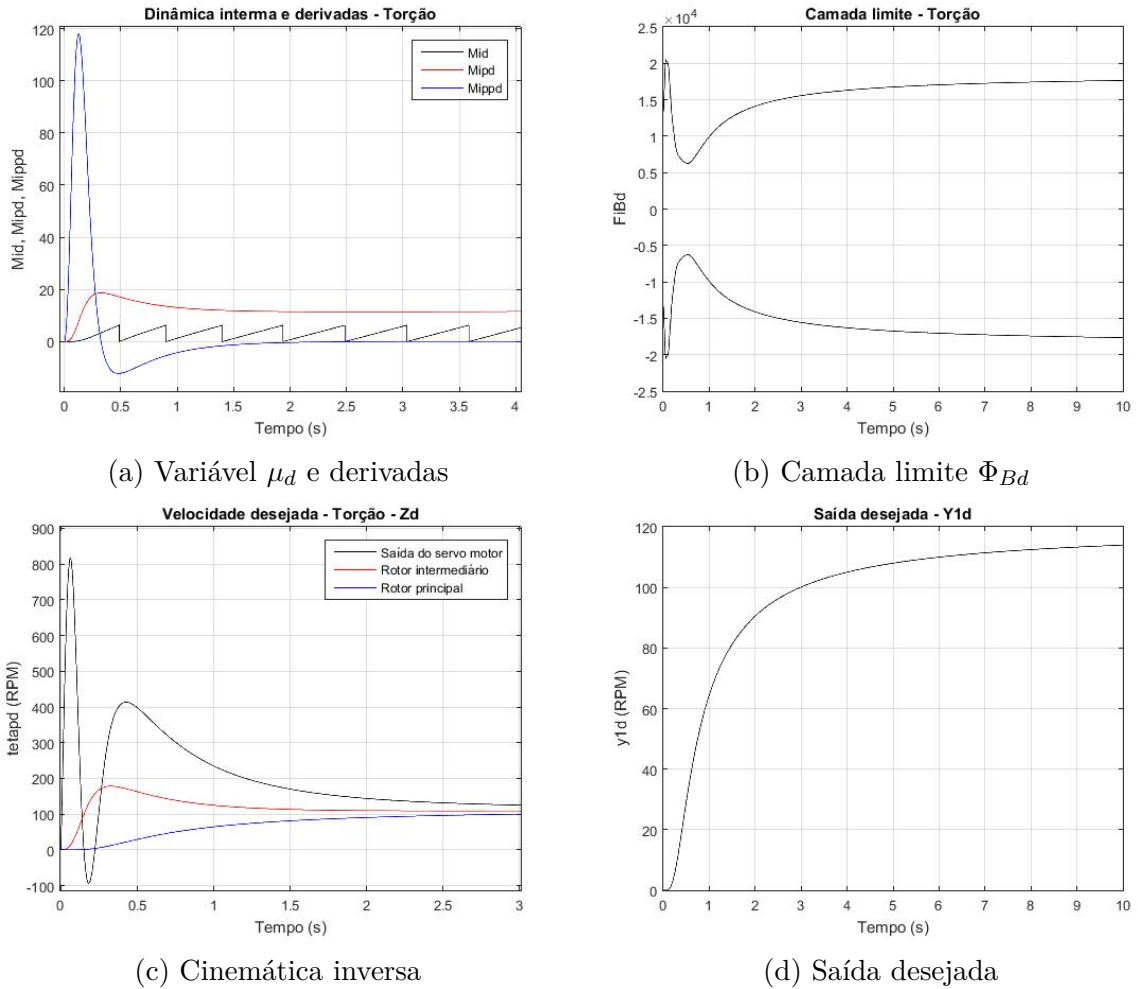 Dinâmica interma e derivadas - Torção
120
100
80
60
40
20
0
Mid, Mipd, Mippd
Mid
Mipd
Mippd
0 0.5 1 1.5 2 2.5 3 3.5 4
Tempo (s)
(a) Variável μd e derivadas
Camada limite - Torção
×10⁴
2.5
2
1.5
1
0.5
0
-0.5
-1
-1.5
-2
-2.5
FiBd
0 1 2 3 4 5 6 7 8 9 10
Tempo (s)
(b) Camada limite ΦBd
Velocidade desejada - Torção - Zd
900
800
700
600
500
400
300
200
100
0
-100
tetapd (RPM)
Saída do servo motor
Rotor intermediário
Rotor principal
0 0.5 1 1.5 2 2.5 3
Tempo (s)
(c) Cinemática inversa
Saída desejada - Y1d
120
100
80
60
40
20
0
y1d (RPM)
0 1 2 3 4 5 6 7 8 9 10
Tempo (s)
(d) Saída desejada